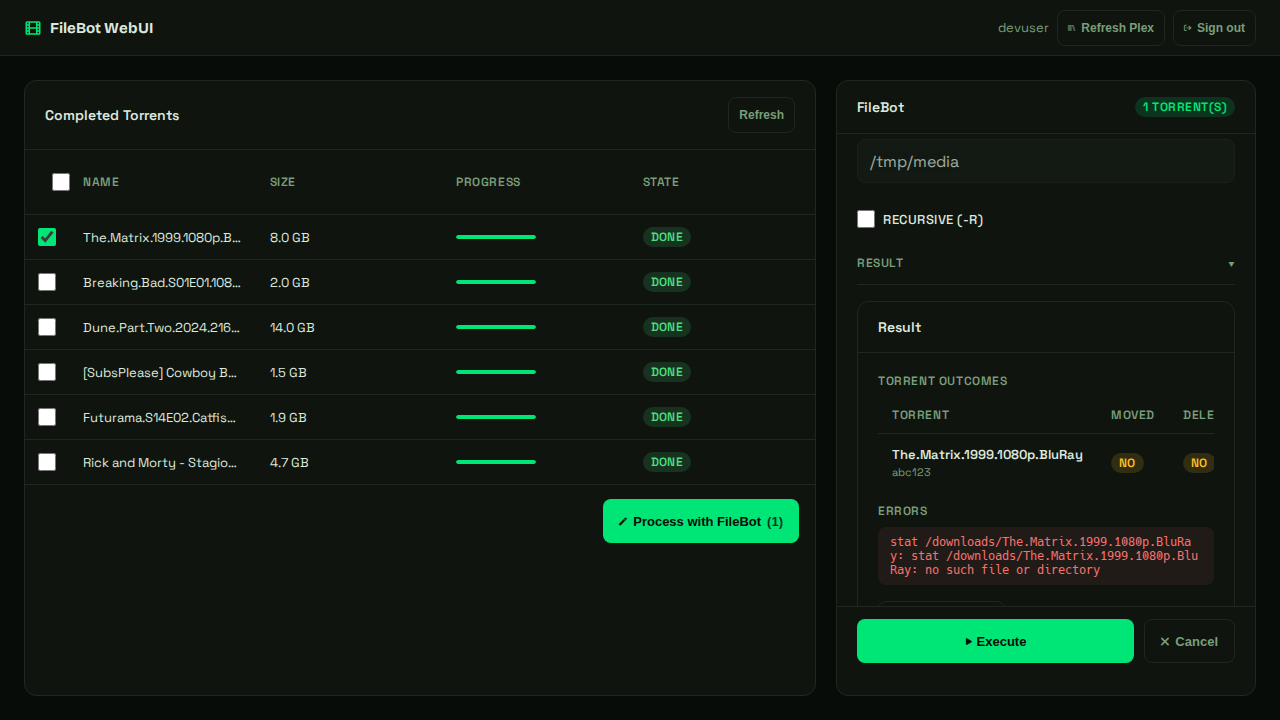 FileBot WebUI
devuser
Refresh Plex
Sign out
Completed Torrents
Refresh
NAME SIZE PROGRESS STATE
The.Matrix.1999.1080p.B... 8.0 GB DONE
Breaking.Bad.S01E01.108... 2.0 GB DONE
Dune.Part.Two.2024.216... 14.0 GB DONE
[SubsPlease] Cowboy B... 1.5 GB DONE
Futurama.S14E02.Catfis... 1.9 GB DONE
Rick and Morty - Stagio... 4.7 GB DONE
Process with FileBot (1)
FileBot
1 TORRENT(S)
/tmp/media
RECURSIVE (-R)
RESULT
Result
TORRENT OUTCOMES
TORRENT MOVED DELE
The.Matrix.1999.1080p.BluRay NO NO
abc123
ERRORS
stat /downloads/The.Matrix.1999.1080p.BluRa
y: stat /downloads/The.Matrix.1999.1080p.Blu
Ray: no such file or directory
Execute
Cancel